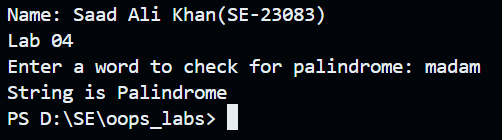 Name: Saad Ali Khan(SE-23083)
Lab 04
Enter a word to check for palindrome: madam
String is Palindrome
PS D:\SE\oops_labs>